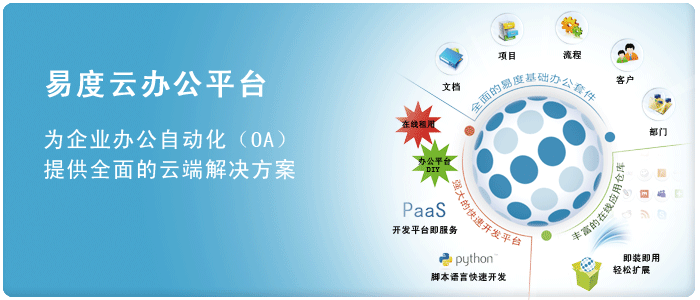 易度云办公平台
为企业办公自动化（OA）
提供全面的云端解决方案
文档
项目
流程
客户
部门
全面的易度基础办公套件
在线租用
办公平台
DIY
强大的快速开发平台
丰富的在线应用仓库
PaaS
开发平台即服务
python
脚本语言快速开发
即装即用
轻松扩展